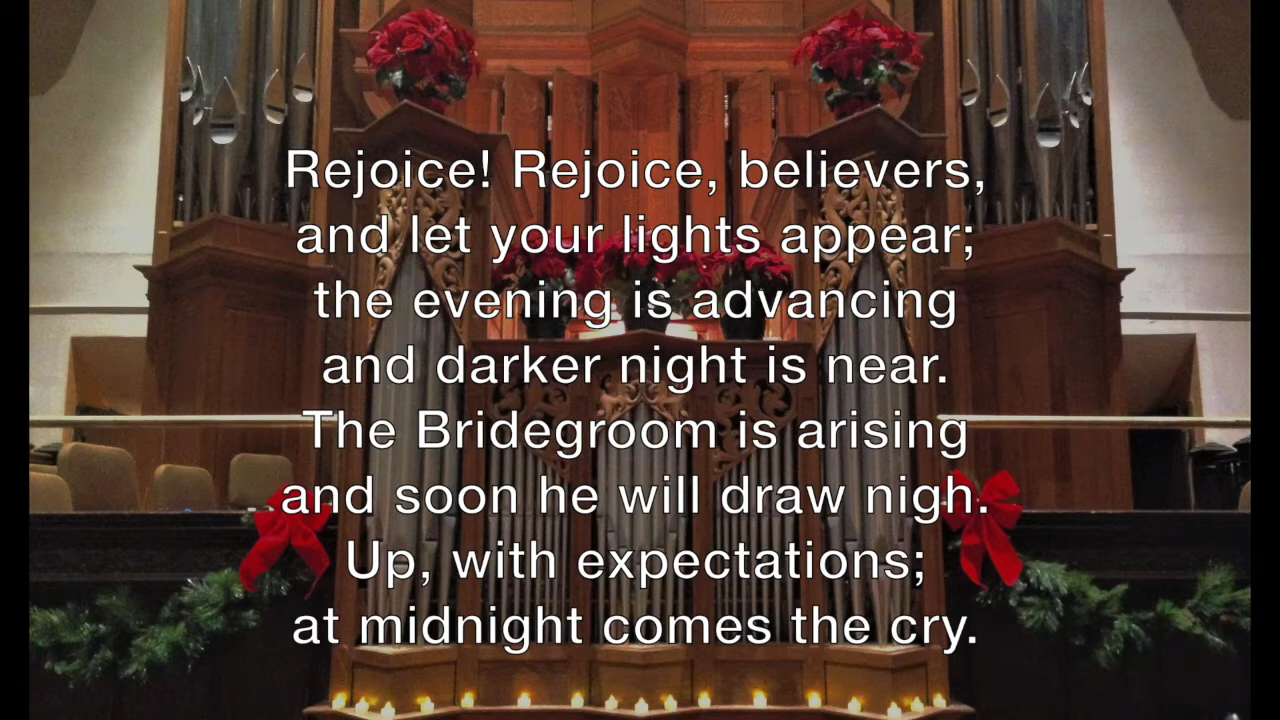 Rejoice! Rejoice, believers,
and let your lights appear;
the evening is advancing
and darker night is near.
The Bridegroom is arising
and soon he will draw nigh.
Up, with expectations;
at midnight comes the cry.